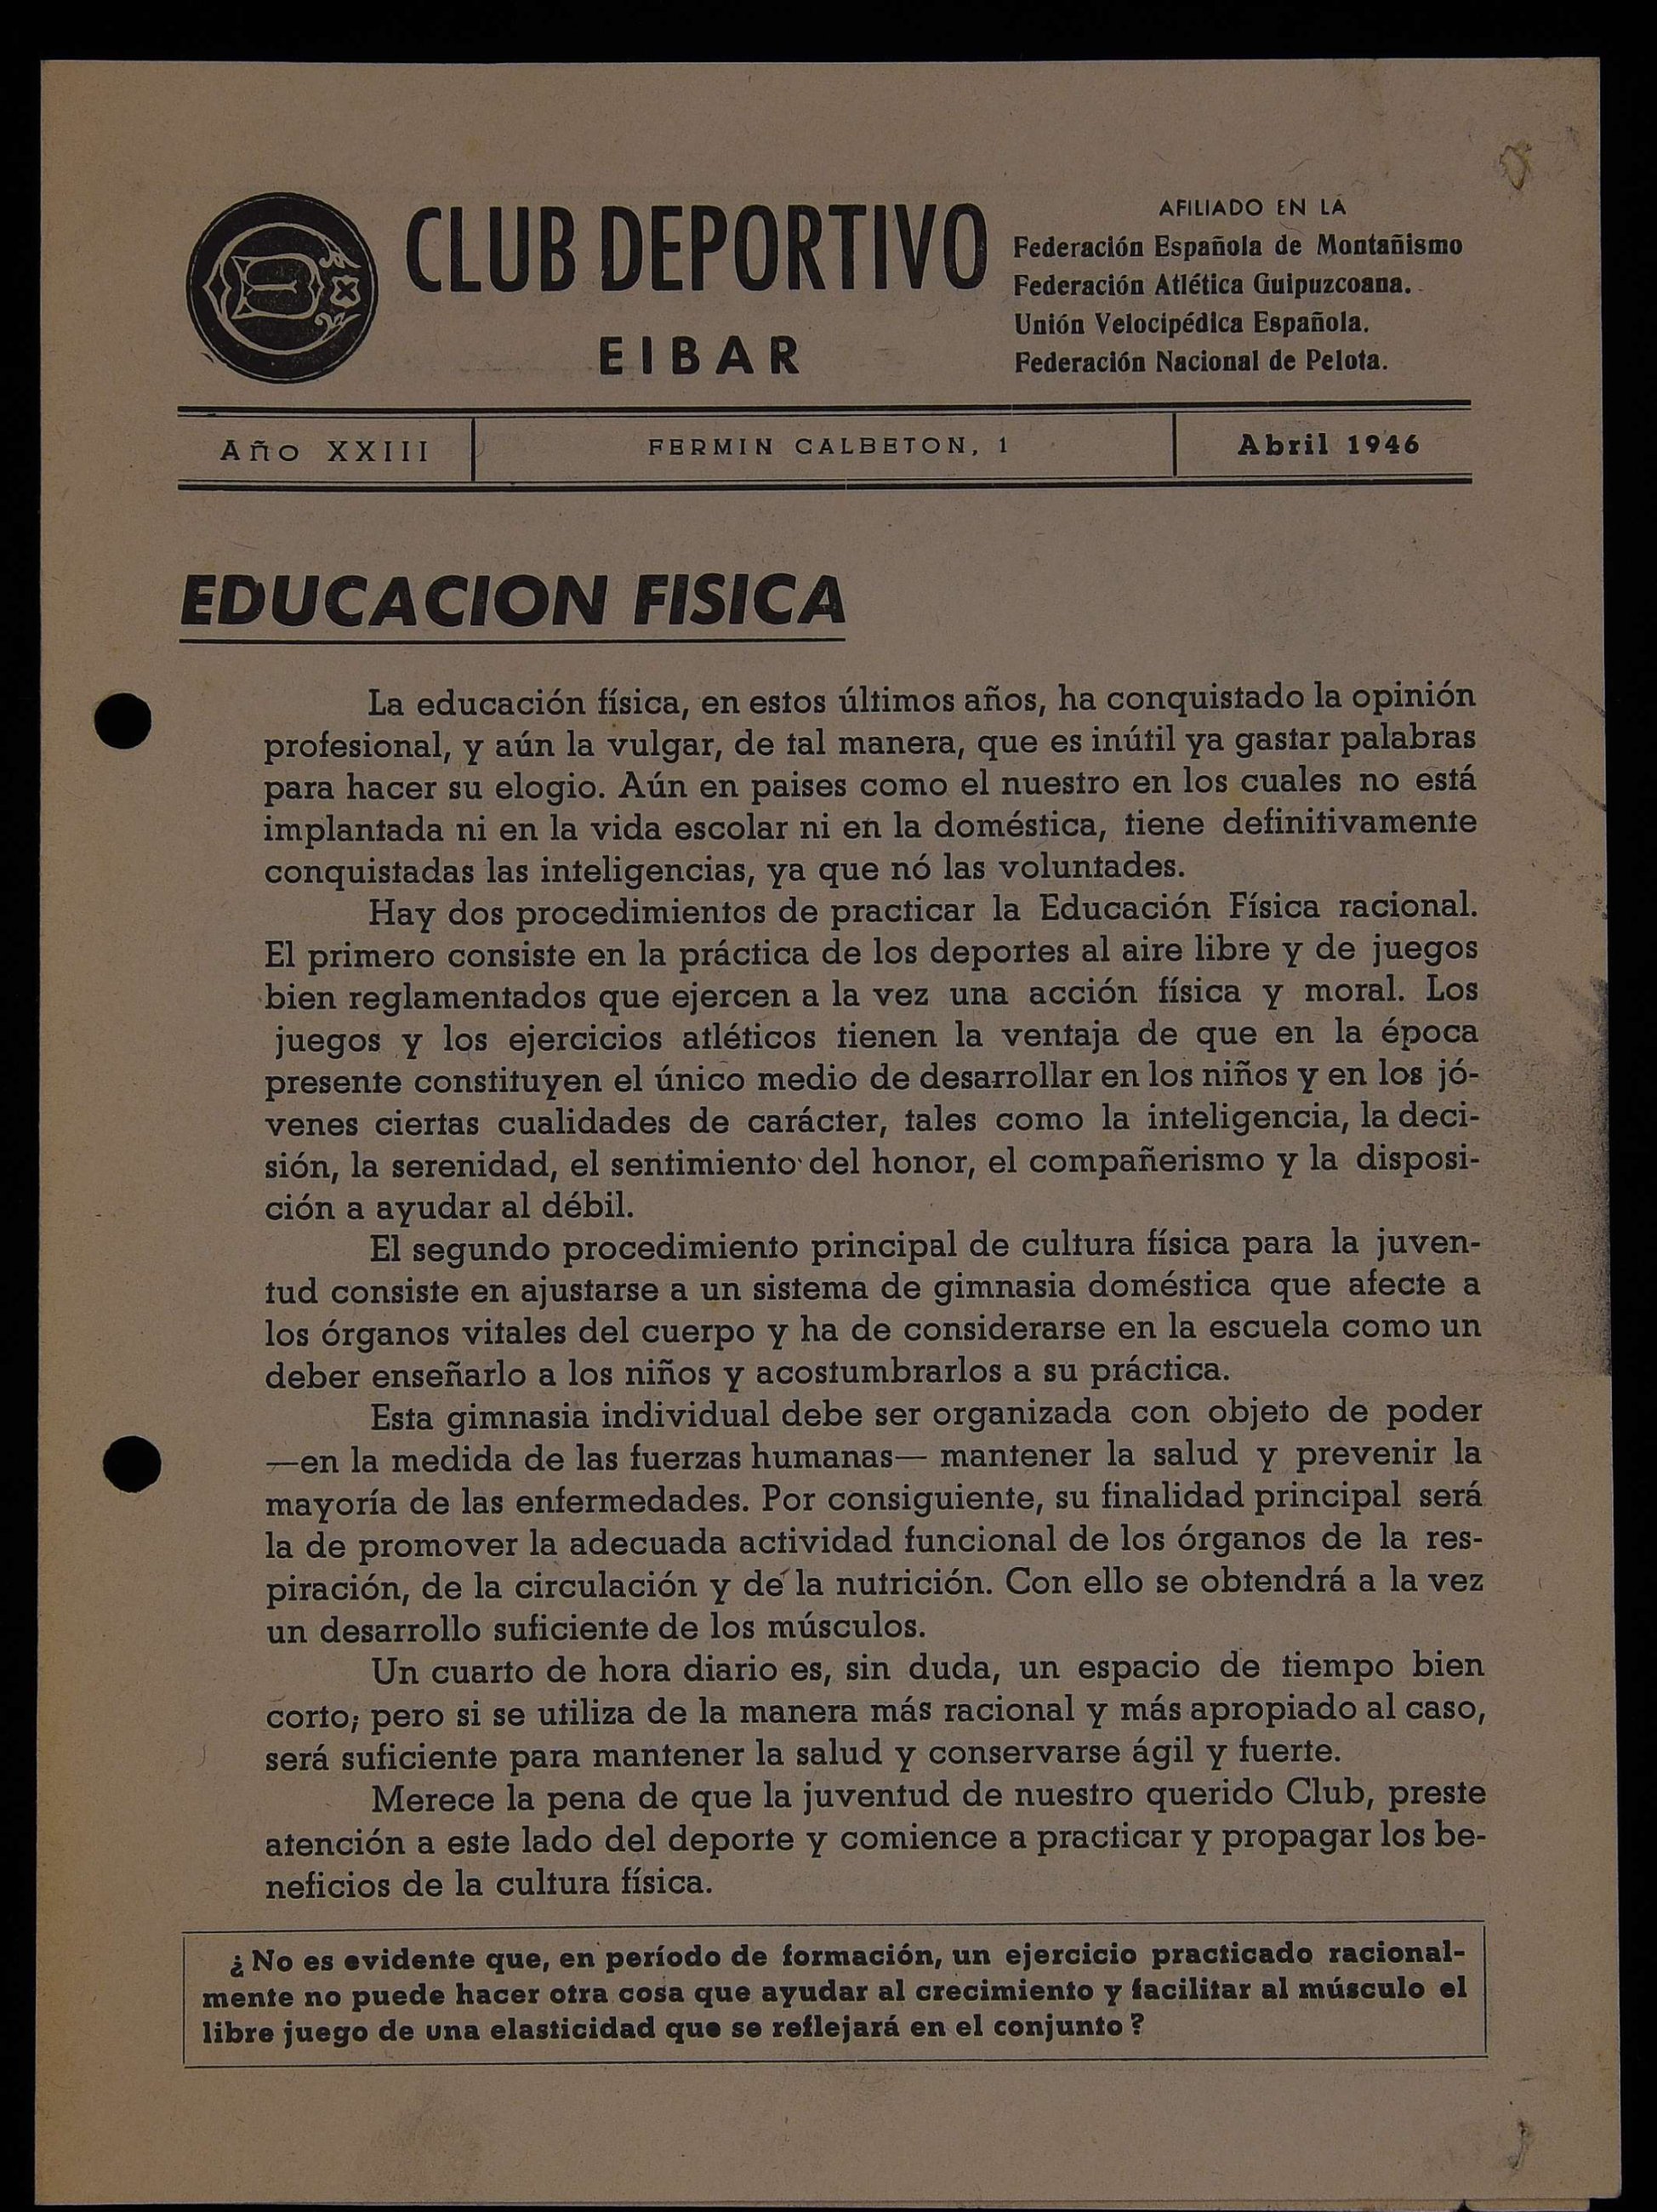 CLUB DEPORTIVO
EIBAR
AFILIADO EN LA
Federación Española de Montañismo
Federación Atlética Guipuzcoana.
Unión Velocipédica Española.
Federación Nacional de Pelota.
Año XXIII
FERMIN CALBETON, 1
Abril 1946
EDUCACION FISICA
La educación física, en estos últimos años, ha conquistado la opinión
profesional, y aún la vulgar, de tal manera, que es inútil ya gastar palabras
para hacer su elogio. Aún en paises como el nuestro en los cuales no está
implantada ni en la vida escolar ni en la doméstica, tiene definitivamente
conquistadas las inteligencias, ya que nó las voluntades.
Hay dos procedimientos de practicar la Educación Física racional.
El primero consiste en la práctica de los deportes al aire libre y de juegos
bien reglamentados que ejercen a la vez una acción física y moral. Los
juegos y los ejercicios atléticos tienen la ventaja de que en la época
presente constituyen el único medio de desarrollar en los niños y en los jó-
venes ciertas cualidades de carácter, tales como la inteligencia, la deci-
sión, la serenidad, el sentimiento del honor, el compañerismo y la disposi-
ción a ayudar al débil.
El segundo procedimiento principal de cultura física para la juven-
tud consiste en ajustarse a un sistema de gimnasia doméstica que afecte a
los órganos vitales del cuerpo y ha de considerarse en la escuela como un
deber enseñarlo a los niños y acostumbrarlos a su práctica.
Esta gimnasia individual debe ser organizada con objeto de poder
—en la medida de las fuerzas humanas— mantener la salud y prevenir la
mayoría de las enfermedades. Por consiguiente, su finalidad principal será
la de promover la adecuada actividad funcional de los órganos de la res-
piración, de la circulación y de la nutrición. Con ello se obtendrá a la vez
un desarrollo suficiente de los músculos.
Un cuarto de hora diario es, sin duda, un espacio de tiempo bien
corto; pero si se utiliza de la manera más racional y más apropiado al caso,
será suficiente para mantener la salud y conservarse ágil y fuerte.
Merece la pena de que la juventud de nuestro querido Club, preste
atención a este lado del deporte y comience a practicar y propagar los be-
neficios de la cultura física.
¿No es evidente que, en período de formación, un ejercicio practicado racional-
mente no puede hacer otra cosa que ayudar al crecimiento y facilitar al músculo el
libre juego de una elasticidad que se reflejará en el conjunto?